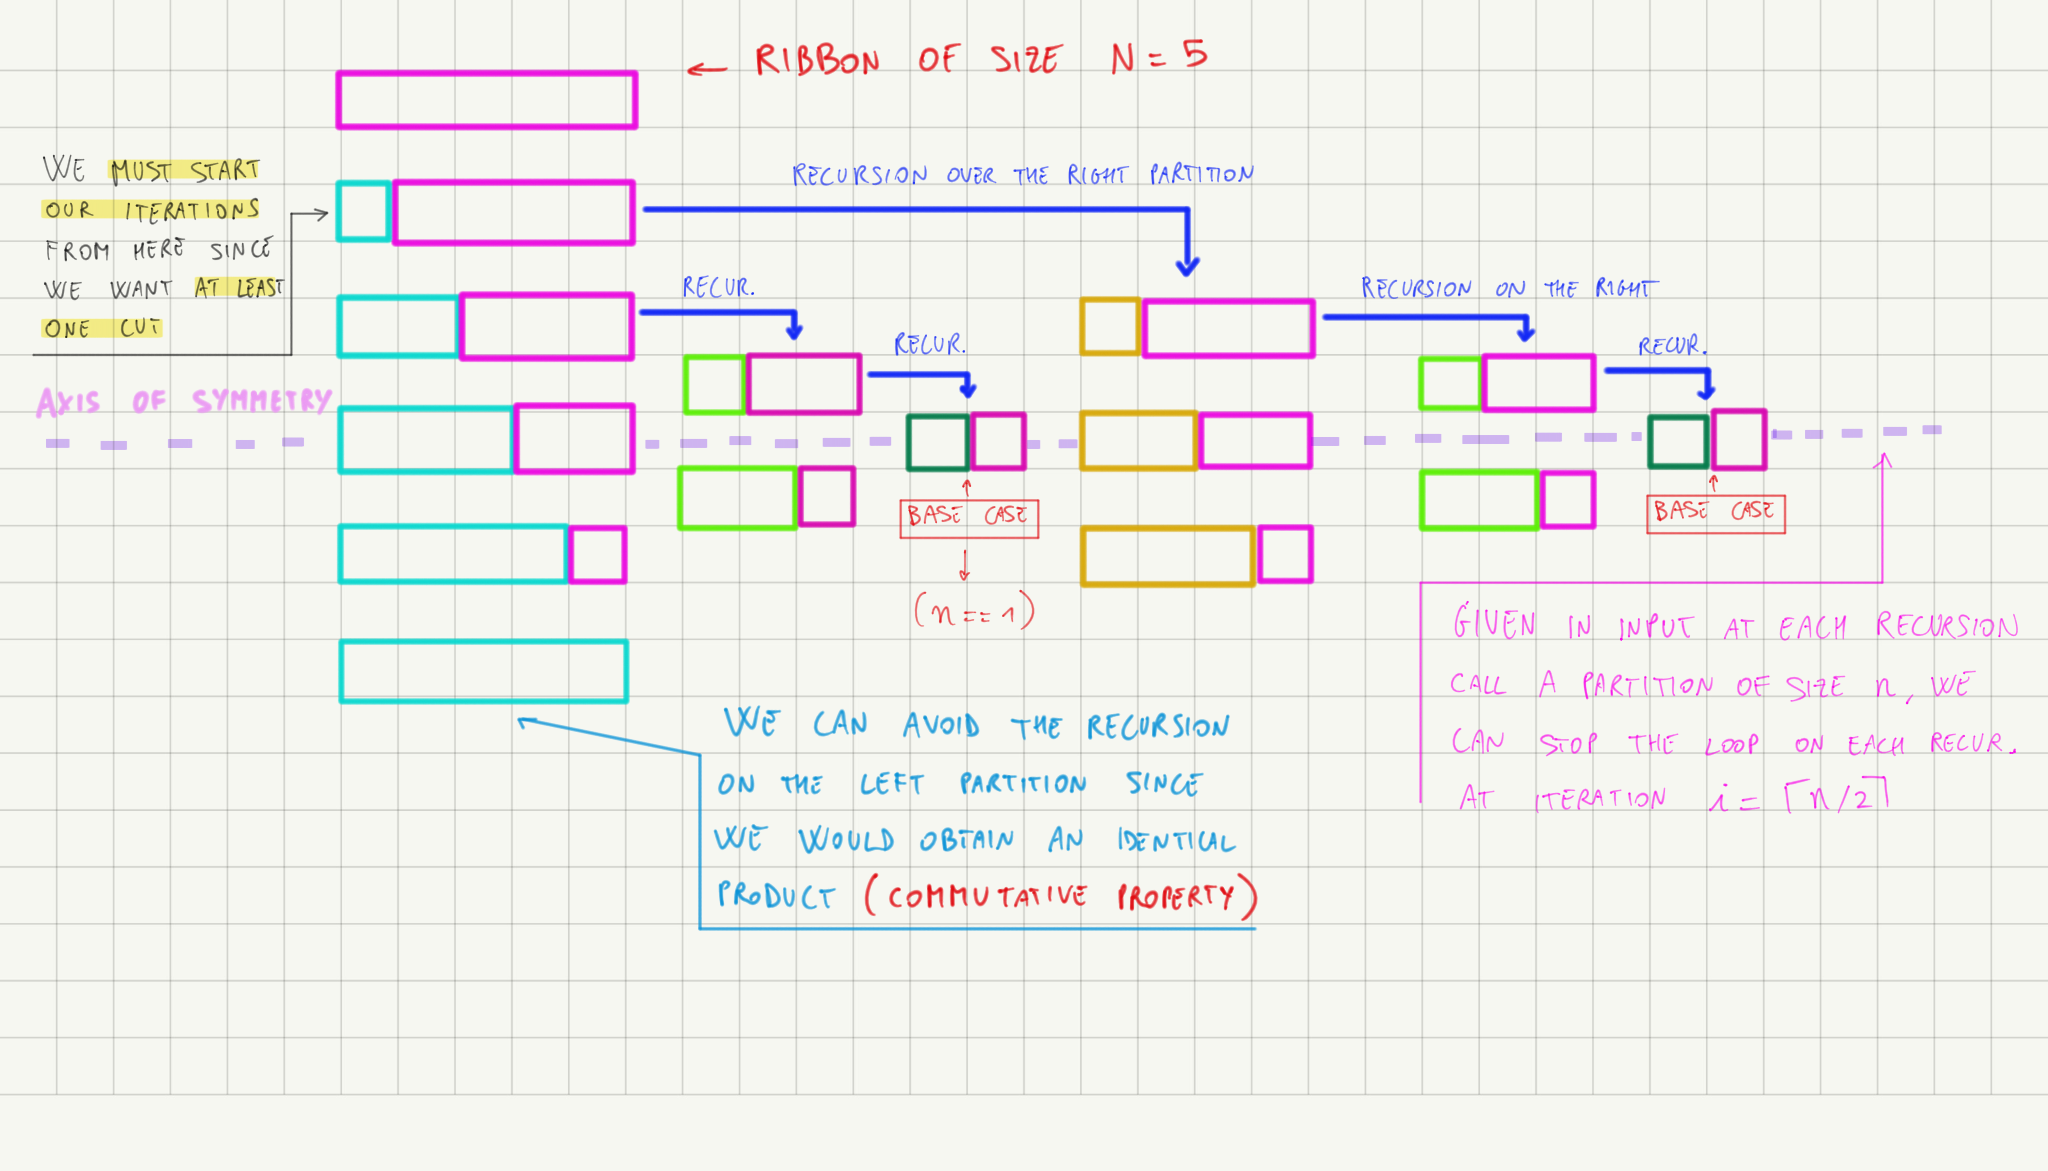 ← RIBBON OF SIZE N = 5
WE MUST START
OUR ITERATIONS
FROM HERE SINCE
WE WANT AT LEAST
ONE CUT
RECURSION OVER THE RIGHT PARTITION
RECUR.
RECUR.
RECURSION ON THE RIGHT
RECUR.
AXIS OF SYMMETRY
BASE CASE
(n == 1)
BASE CASE
GIVEN IN INPUT AT EACH RECURSION
CALL A PARTITION OF SIZE n, WE
CAN STOP THE LOOP ON EACH RECUR.
AT ITERATION i = ⌈n/2⌉
WE CAN AVOID THE RECURSION
ON THE LEFT PARTITION SINCE
WE WOULD OBTAIN AN IDENTICAL
PRODUCT (COMMUTATIVE PROPERTY)